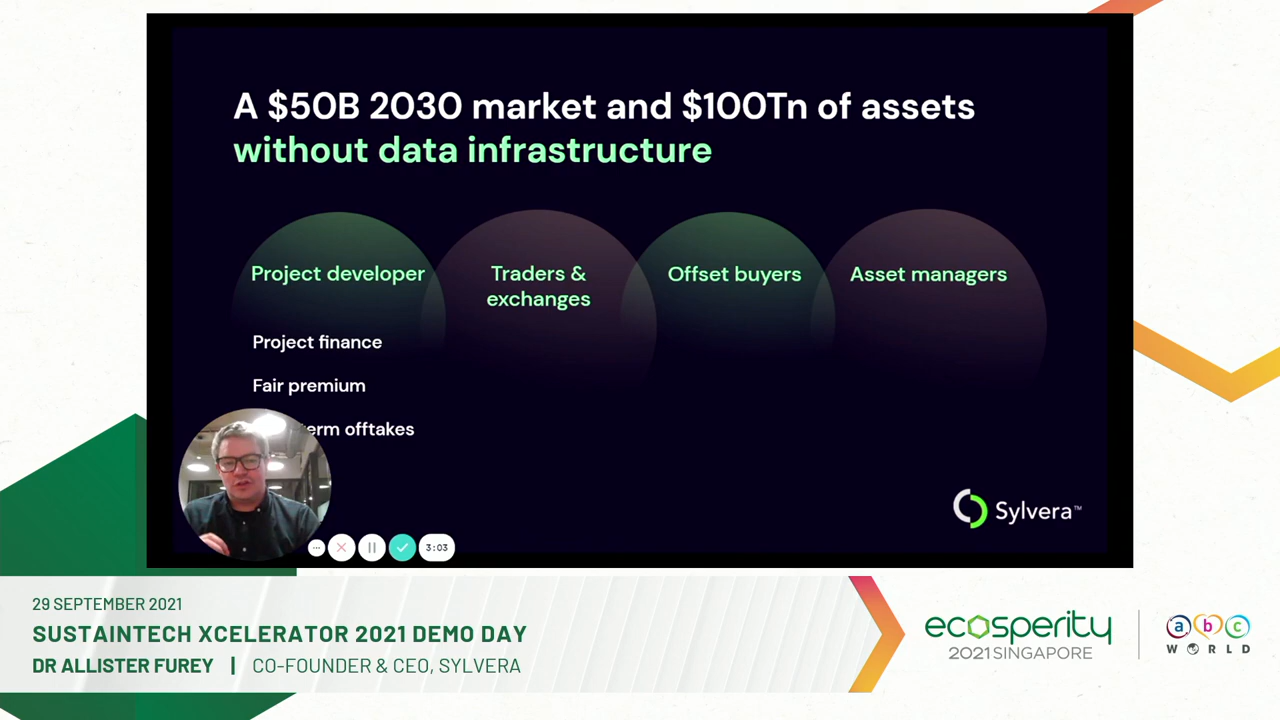 A $50B 2030 market and $100Tn of assets
without data infrastructure
Project developer
Traders &
exchanges
Offset buyers
Asset managers
Project finance
Fair premium
offtakes
Sylvera™
3:03
29 SEPTEMBER 2021
SUSTAINTECH XCELERATOR 2021 DEMO DAY
DR ALLISTER FUREY | CO-FOUNDER & CEO, SYLVERA
ecosperity
2021 SINGAPORE
abc
WORLD